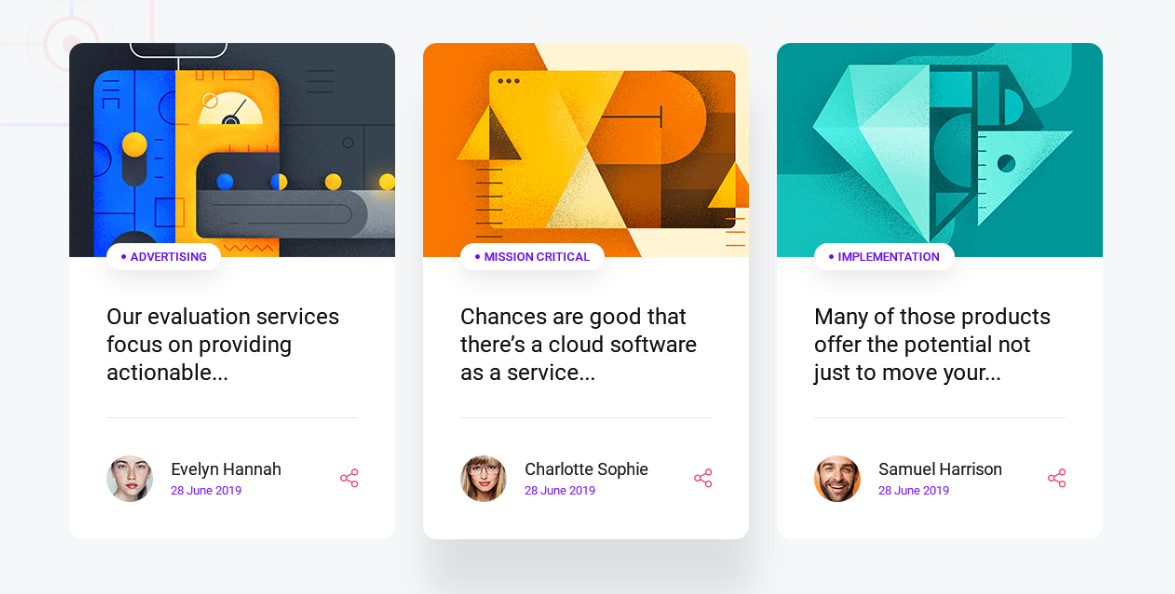 • ADVERTISING
Our evaluation services
focus on providing
actionable...
Evelyn Hannah
28 June 2019
• MISSION CRITICAL
Chances are good that
there’s a cloud software
as a service...
Charlotte Sophie
28 June 2019
• IMPLEMENTATION
Many of those products
offer the potential not
just to move your...
Samuel Harrison
28 June 2019